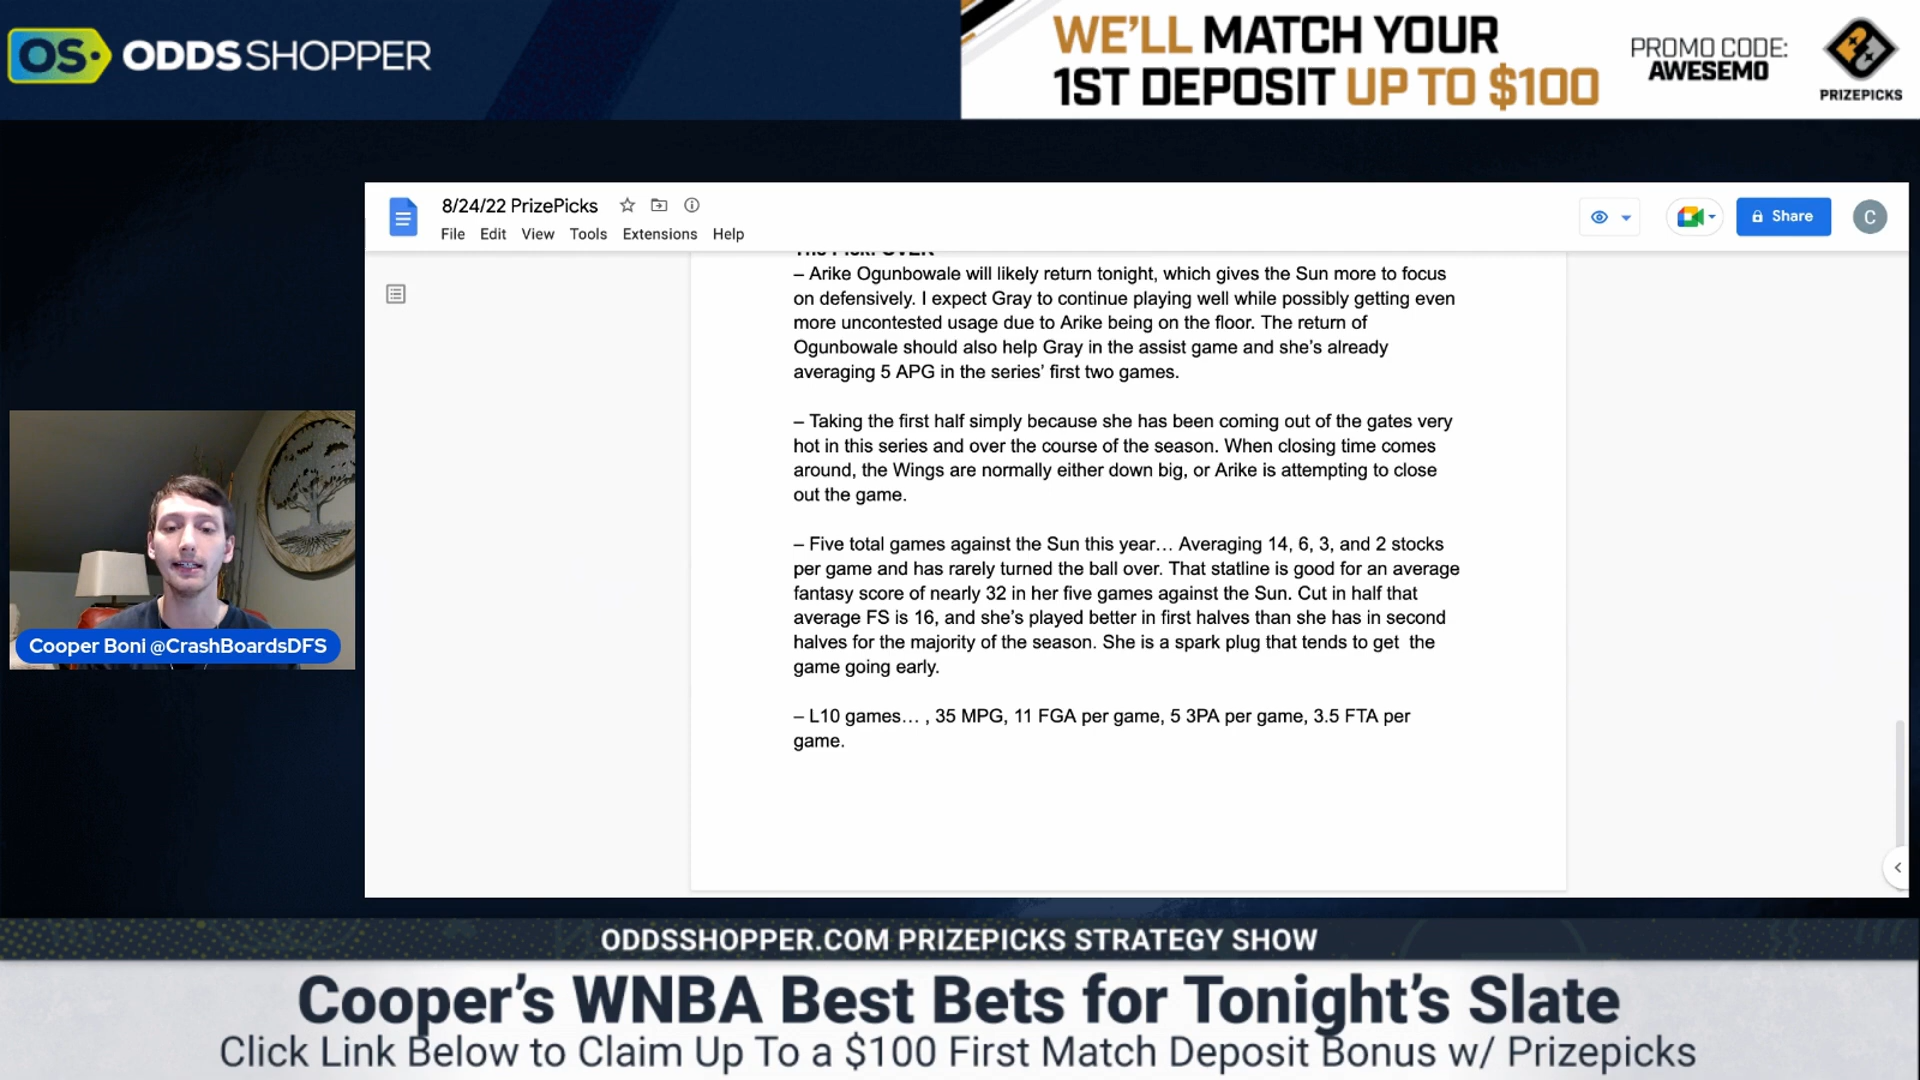 OS ODDSSHOPPER
WE'LL MATCH YOUR
1ST DEPOSIT UP TO $100
PROMO CODE:
AWESEMO
PRIZEPICKS
8/24/22 PrizePicks
File Edit View Tools Extensions Help
Share
C
The Pick: OVER
– Arike Ogunbowale will likely return tonight, which gives the Sun more to focus
on defensively. I expect Gray to continue playing well while possibly getting even
more uncontested usage due to Arike being on the floor. The return of
Ogunbowale should also help Gray in the assist game and she's already
averaging 5 APG in the series' first two games.
– Taking the first half simply because she has been coming out of the gates very
hot in this series and over the course of the season. When closing time comes
around, the Wings are normally either down big, or Arike is attempting to close
out the game.
– Five total games against the Sun this year… Averaging 14, 6, 3, and 2 stocks
per game and has rarely turned the ball over. That statline is good for an average
fantasy score of nearly 32 in her five games against the Sun. Cut in half that
average FS is 16, and she's played better in first halves than she has in second
halves for the majority of the season. She is a spark plug that tends to get  the
game going early.
– L10 games… , 35 MPG, 11 FGA per game, 5 3PA per game, 3.5 FTA per
game.
Cooper Boni @CrashBoardsDFS
ODDSSHOPPER.COM PRIZEPICKS STRATEGY SHOW
Cooper's WNBA Best Bets for Tonight's Slate
Click Link Below to Claim Up To a $100 First Match Deposit Bonus w/ Prizepicks